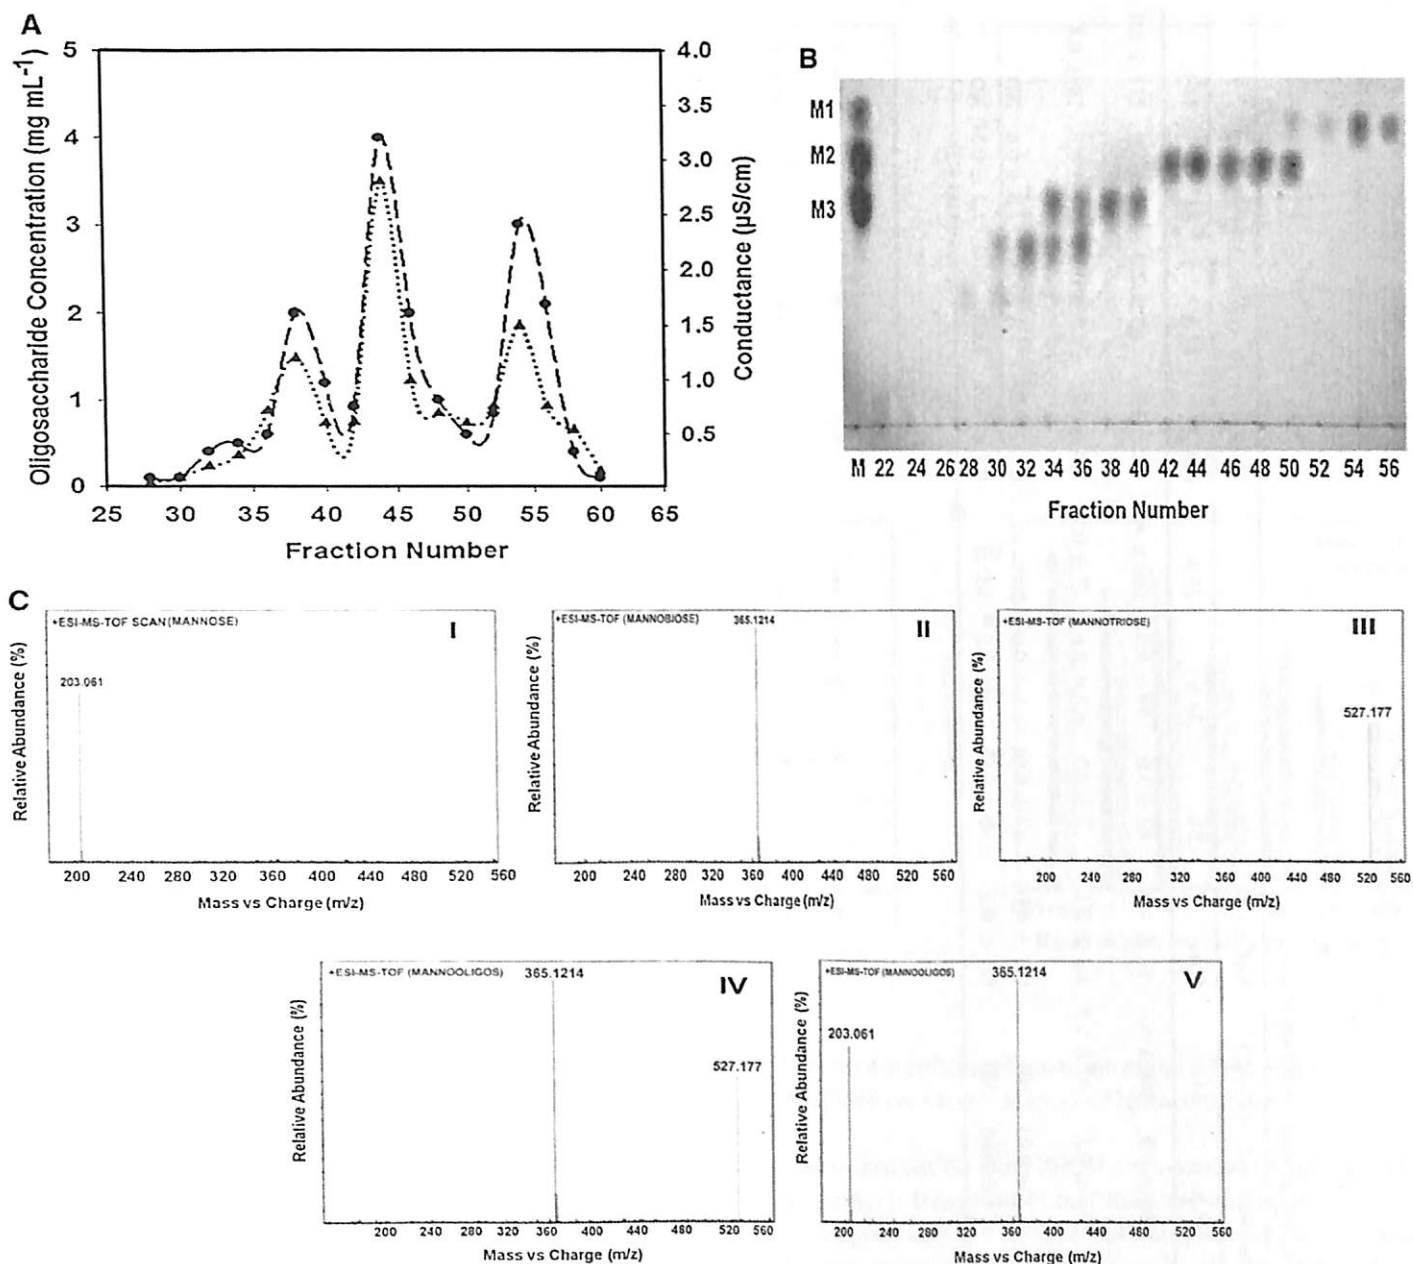 A
Oligosaccharide Concentration (mg mL-1)
5
4
3
2
1
0
4.0
3.5
3.0
2.5
2.0
1.5
1.0
0.5
Conductance (µS/cm)
25 30 35 40 45 50 55 60 65
Fraction Number
B
M1
M2
M3
M 22 24 26 28 30 32 34 36 38 40 42 44 46 48 50 52 54 56
Fraction Number
C
+ESI-MS-TOF SCAN (MANNOSE)
I
203.061
Relative Abundance (%)
200 240 280 360 400 440 480 520 560
Mass vs Charge (m/z)
+ESI-MS-TOF (MANNOBIOSE)
365.1214
II
Relative Abundance (%)
200 240 280 320 360 400 440 480 520 560
Mass vs Charge (m/z)
+ESI-MS-TOF (MANNOTRIOSE)
III
527.177
Relative Abundance (%)
200 240 280 320 360 400 440 480 520 560
Mass vs Charge (m/z)
+ESI-MS-TOF (MANNOOLIGOS)
365.1214
IV
527.177
Relative Abundance (%)
200 240 280 320 360 400 440 480 520 560
Mass vs Charge (m/z)
+ESI-MS-TOF (MANNOOLIGOS)
365.1214
V
203.061
Relative Abundance (%)
200 240 280 320 360 400 440 480 520 560
Mass vs Charge (m/z)